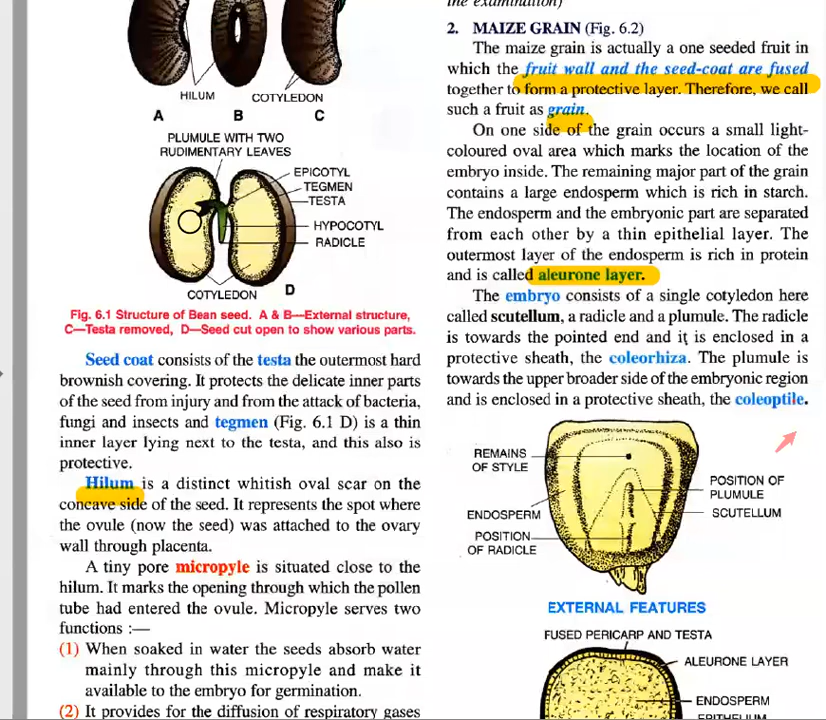 HILUM
COTYLEDON
A
B
C
PLUMULE WITH TWO
RUDIMENTARY LEAVES
EPICOTYL
TEGMEN
TESTA
HYPOCOTYL
RADICLE
COTYLEDON
D
Fig. 6.1 Structure of Bean seed. A & B—External structure,
C—Testa removed, D—Seed cut open to show various parts.
Seed coat consists of the testa the outermost hard
brownish covering. It protects the delicate inner parts
of the seed from injury and from the attack of bacteria,
fungi and insects and tegmen (Fig. 6.1 D) is a thin
inner layer lying next to the testa, and this also is
protective.
Hilum is a distinct whitish oval scar on the
concave side of the seed. It represents the spot where
the ovule (now the seed) was attached to the ovary
wall through placenta.
A tiny pore micropyle is situated close to the
hilum. It marks the opening through which the pollen
tube had entered the ovule. Micropyle serves two
functions :—
(1) When soaked in water the seeds absorb water
mainly through this micropyle and make it
available to the embryo for germination.
(2) It provides for the diffusion of respiratory gases
the examination)
2. MAIZE GRAIN (Fig. 6.2)
The maize grain is actually a one seeded fruit in
which the fruit wall and the seed-coat are fused
together to form a protective layer. Therefore, we call
such a fruit as grain.
On one side of the grain occurs a small light-
coloured oval area which marks the location of the
embryo inside. The remaining major part of the grain
contains a large endosperm which is rich in starch.
The endosperm and the embryonic part are separated
from each other by a thin epithelial layer. The
outermost layer of the endosperm is rich in protein
and is called aleurone layer.
The embryo consists of a single cotyledon here
called scutellum, a radicle and a plumule. The radicle
is towards the pointed end and it is enclosed in a
protective sheath, the coleorhiza. The plumule is
towards the upper broader side of the embryonic region
and is enclosed in a protective sheath, the coleoptile.
REMAINS
OF STYLE
POSITION OF
PLUMULE
SCUTELLUM
ENDOSPERM
POSITION
OF RADICLE
EXTERNAL FEATURES
FUSED PERICARP AND TESTA
ALEURONE LAYER
ENDOSPERM
EPITHELIUM